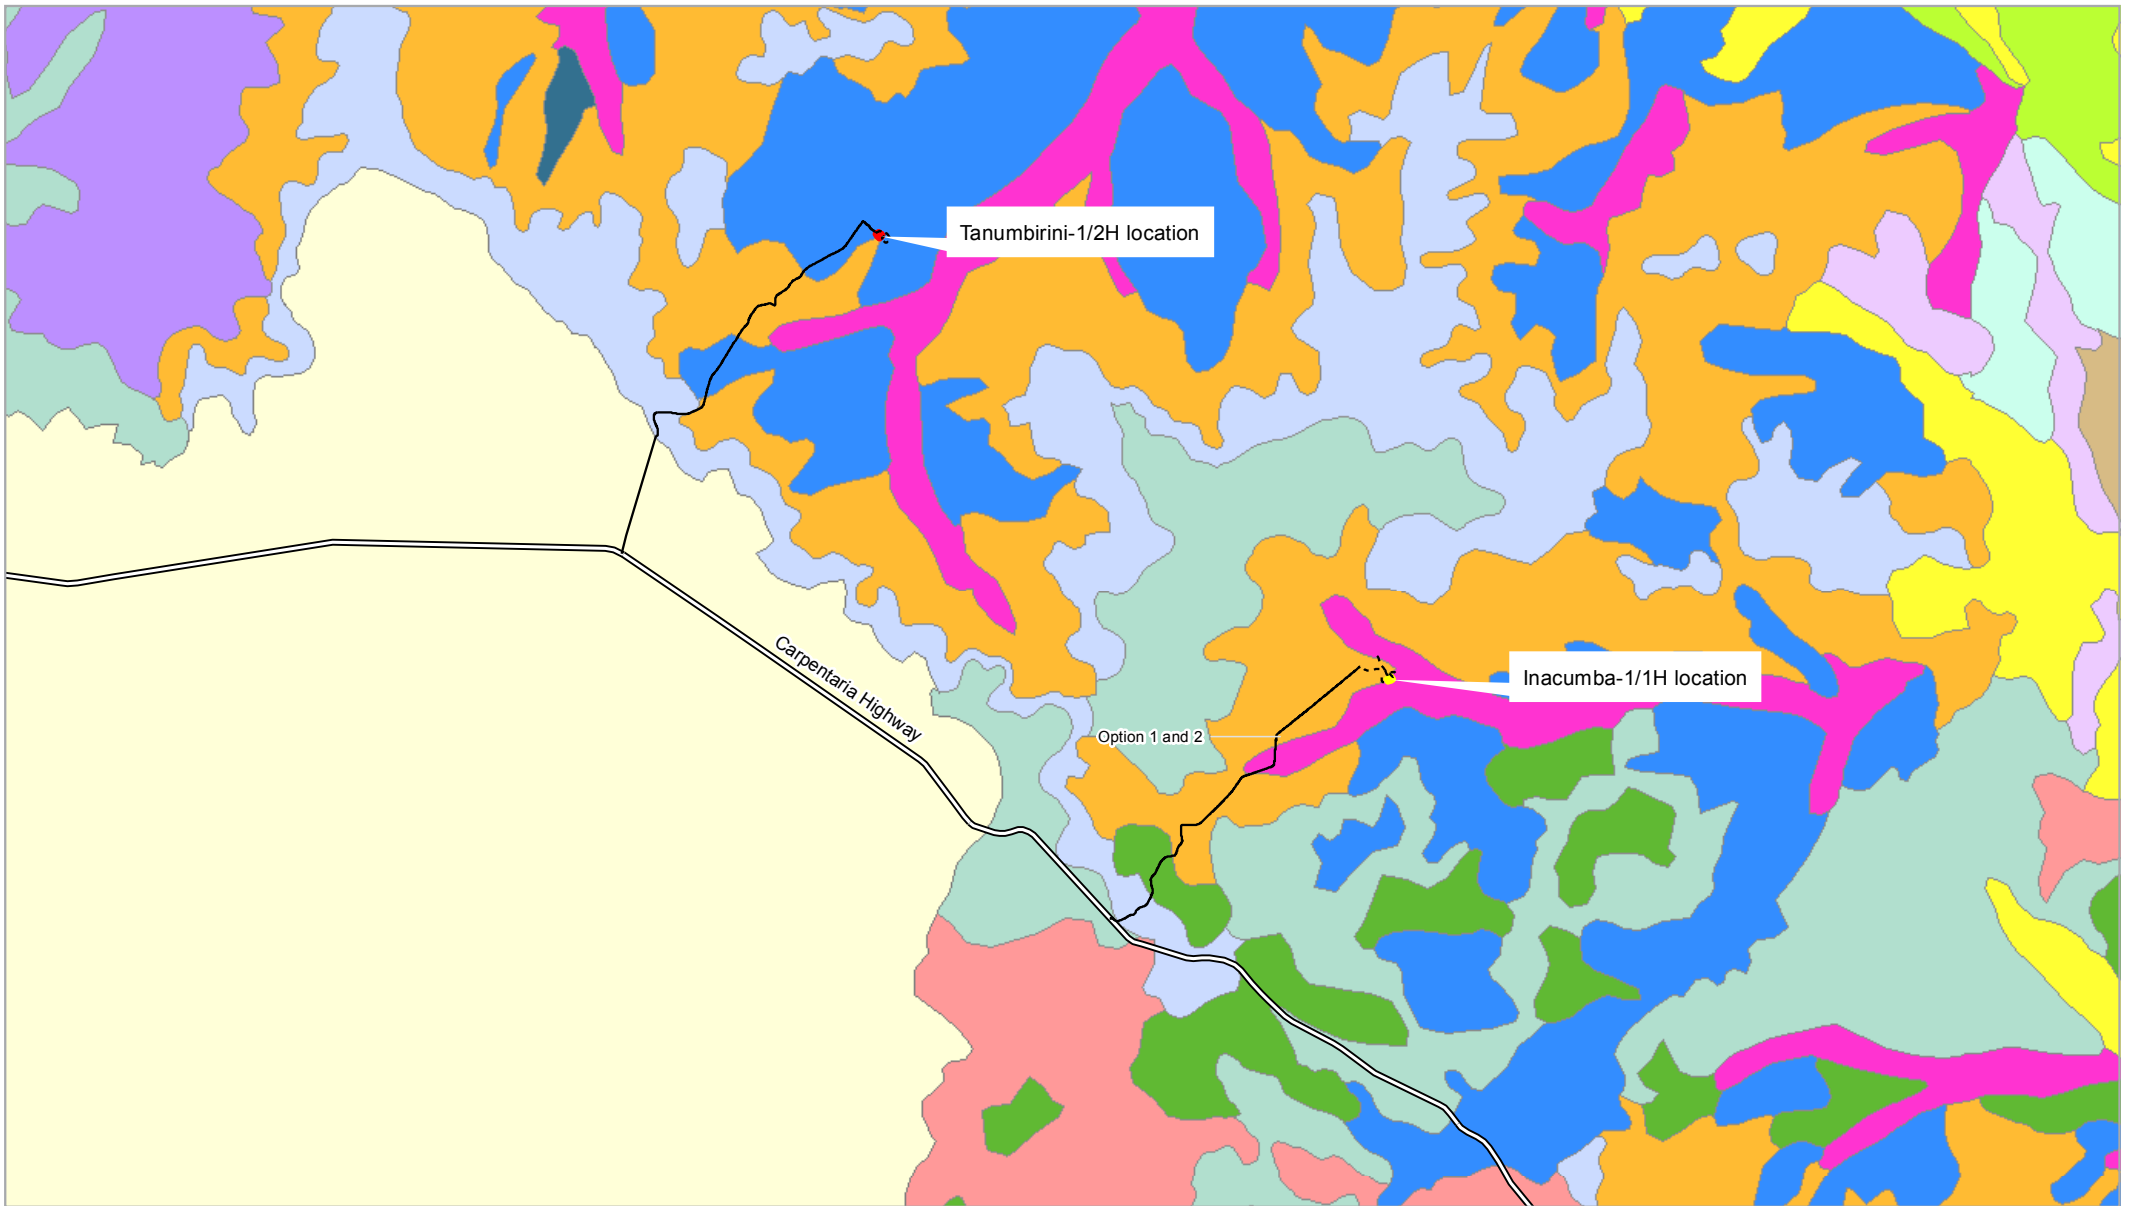 Tanumbirini-1/2H location
Carpentaria Highway
Inacumba-1/1H location
Option 1 and 2